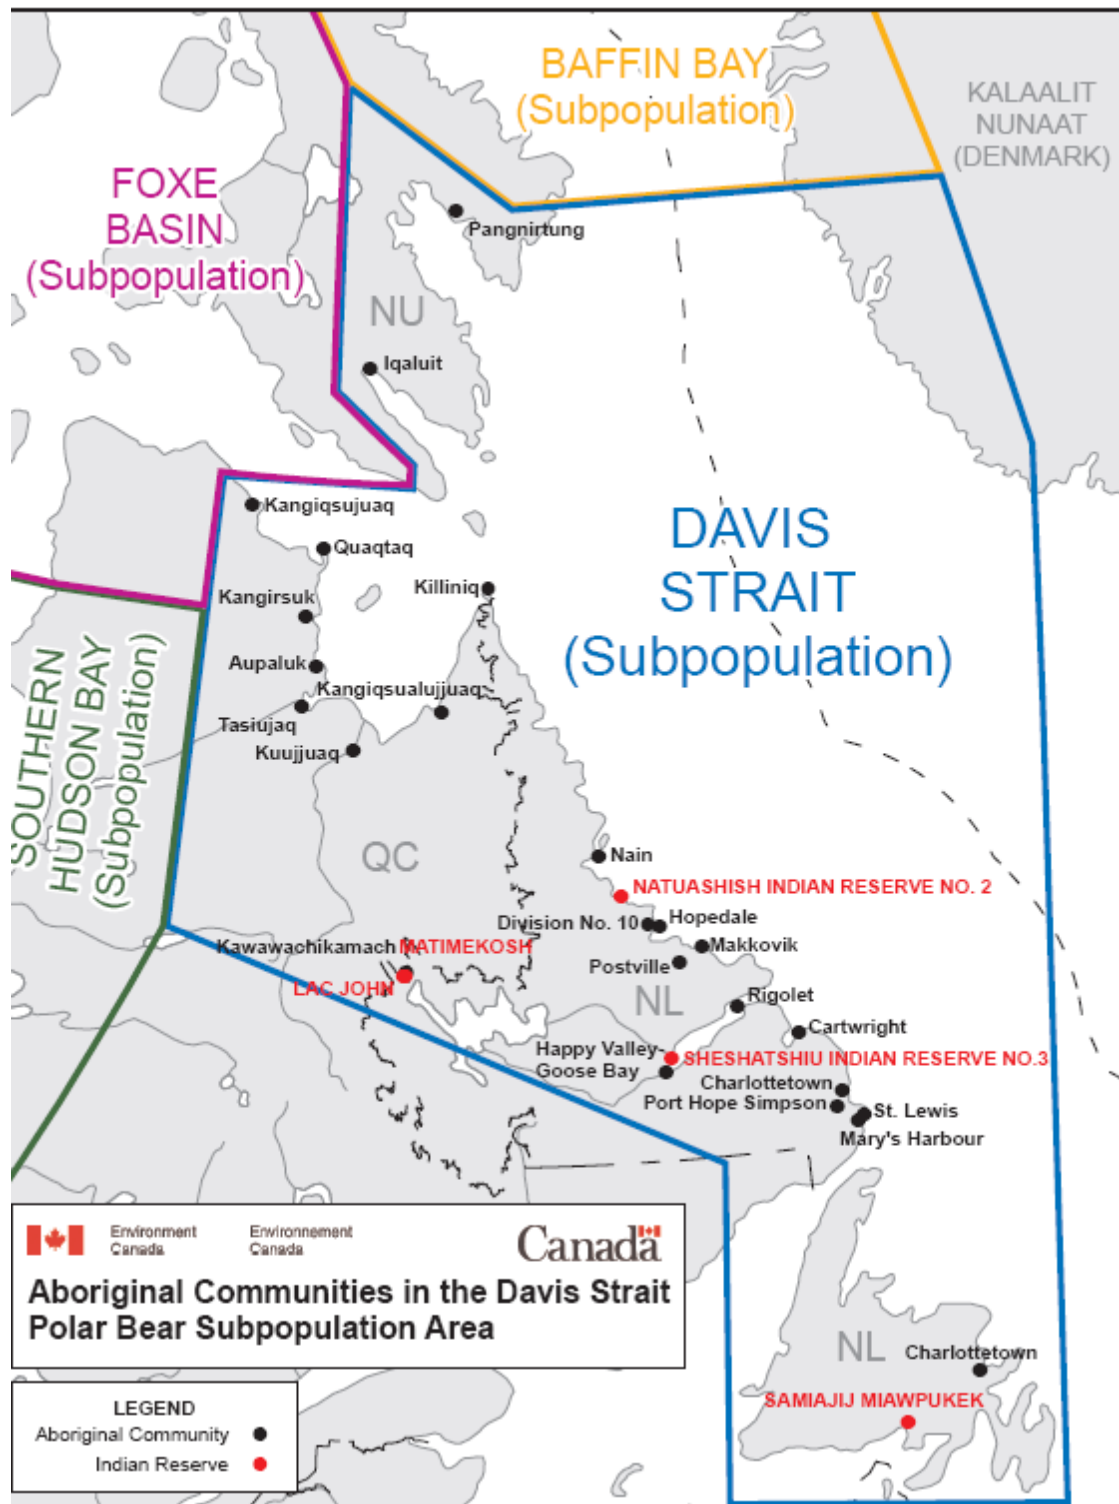 BAFFIN BAY
(Subpopulation)
KALAALIT
NUNAAT
(DENMARK)
FOXE
BASIN
(Subpopulation)
Pangnirtung
NU
Iqaluit
Kangiqsujuaq
Quaqtaq
Killiniq
Kangirsuk
DAVIS
STRAIT
(Subpopulation)
Aupaluk
Kangiqsualujjuaq
Tasiujaq
Kuujjuaq
SOUTHERN
HUDSON BAY
(Subpopulation)
QC
Nain
NATUASHISH INDIAN RESERVE NO. 2
Division No. 10
Hopedale
Kawawachikamach
MATIMEKOSH
Makkovik
Postville
LAC JOHN
NL
Rigolet
Cartwright
Happy Valley-
Goose Bay
SHESHATSHIU INDIAN RESERVE NO.3
Charlottetown
Port Hope Simpson
St. Lewis
Mary's Harbour
Environment
Canada
Environnement
Canada
Canada
Aboriginal Communities in the Davis Strait
Polar Bear Subpopulation Area
NL
Charlottetown
SAMIAJIJ MIAWPUKEK
LEGEND
Aboriginal Community
Indian Reserve